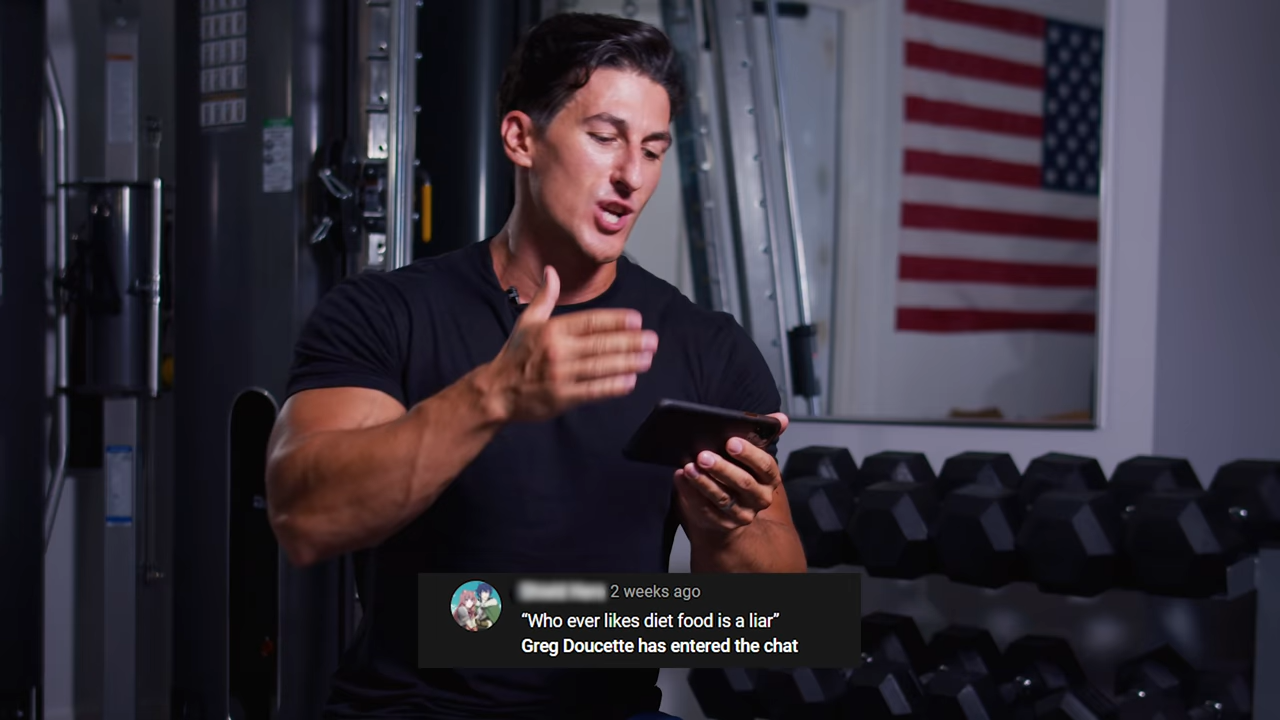 2 weeks ago
“Who ever likes diet food is a liar”
Greg Doucette has entered the chat